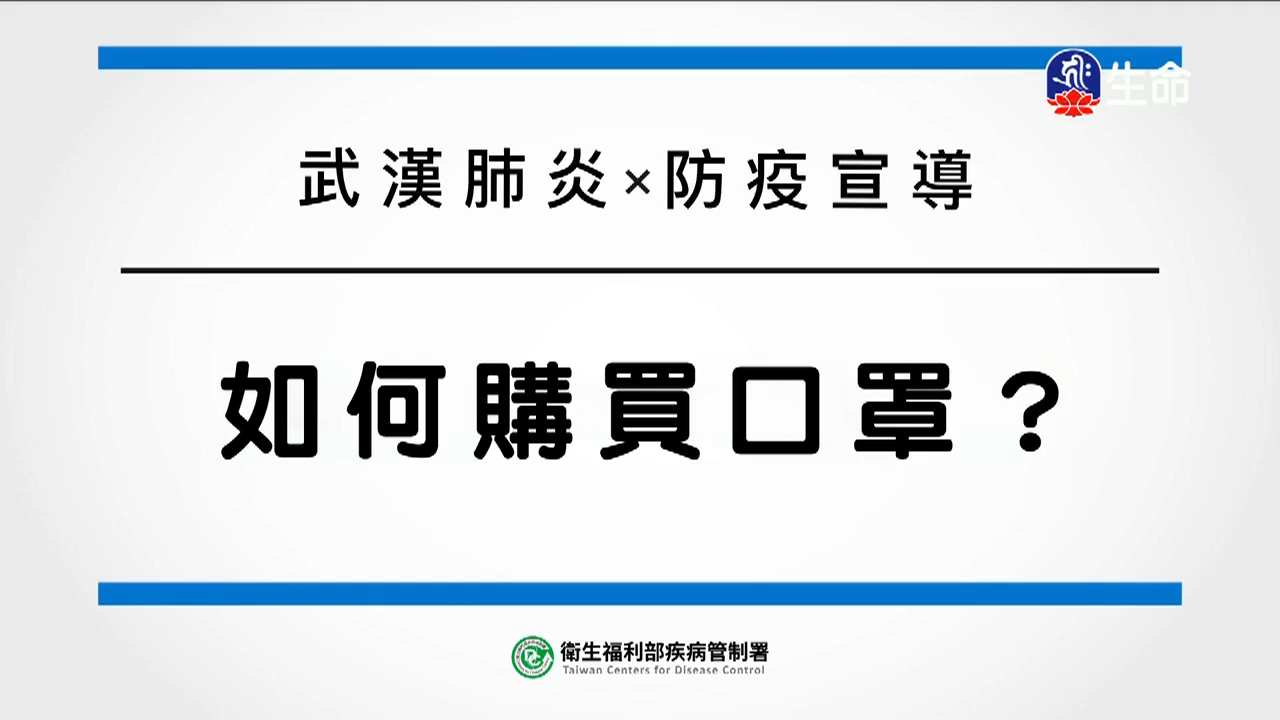 生命
武漢肺炎×防疫宣導
如何購買口罩？
衛生福利部疾病管制署
Taiwan Centers for Disease Control